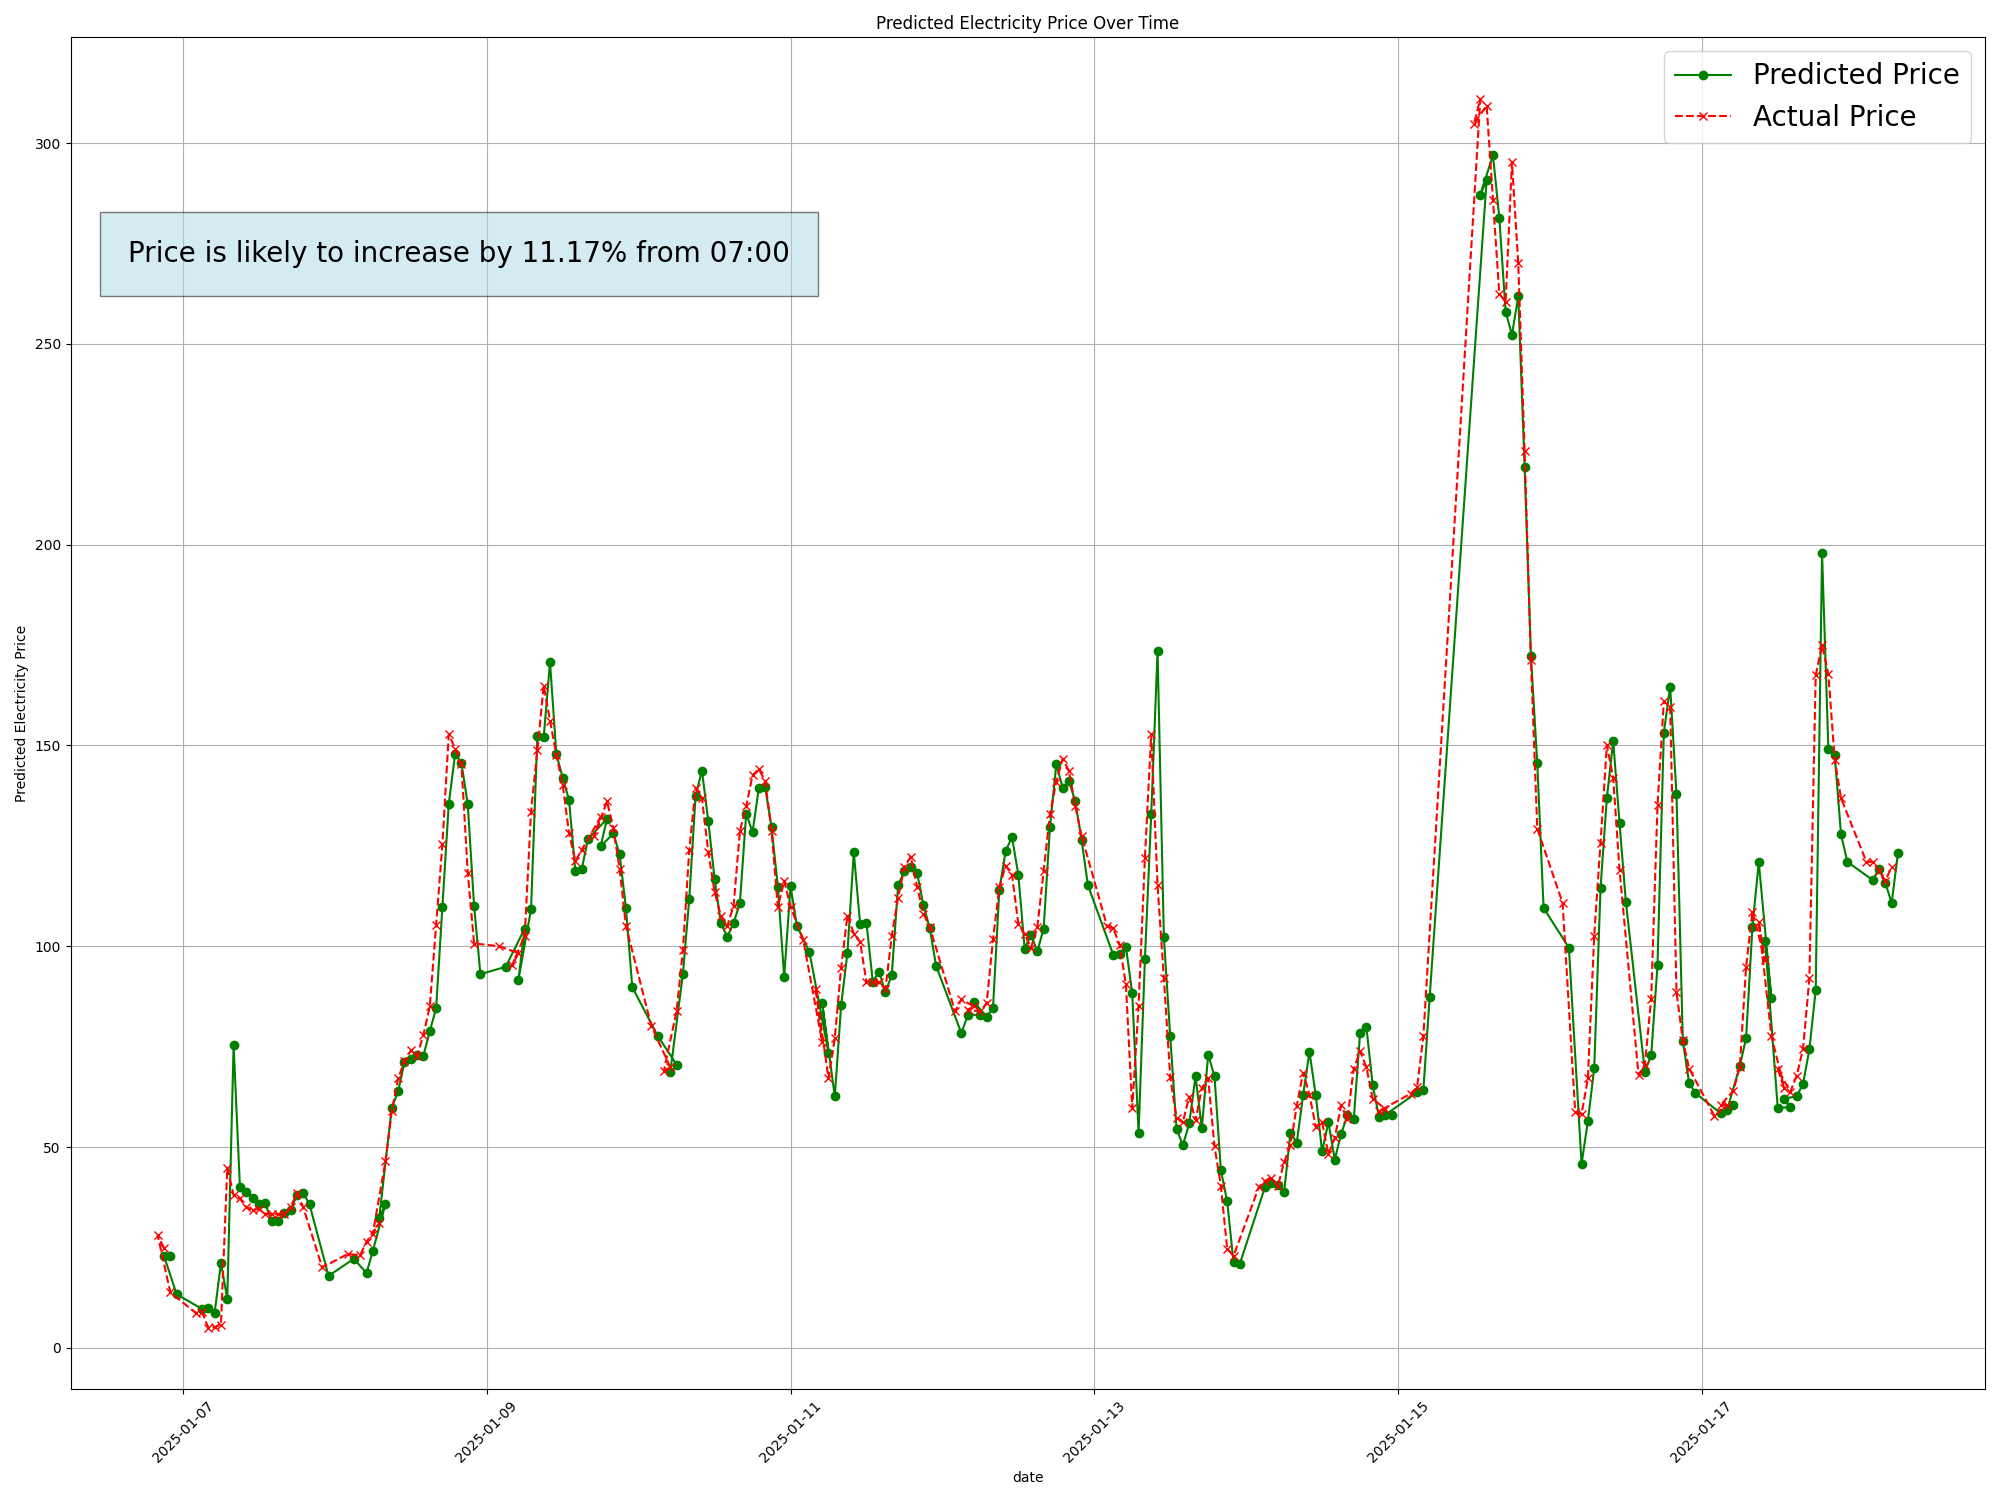 Predicted Electricity Price Over Time
Predicted Price
Actual Price
Price is likely to increase by 11.17% from 07:00
Predicted Electricity Price
300
250
200
150
100
50
0
2025-01-07
2025-01-09
2025-01-11
2025-01-13
2025-01-15
2025-01-17
date